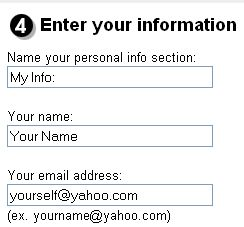 4 Enter your information
Name your personal info section:
My Info:
Your name:
Your Name
Your email address:
yourself@yahoo.com
(ex. yourname@yahoo.com)